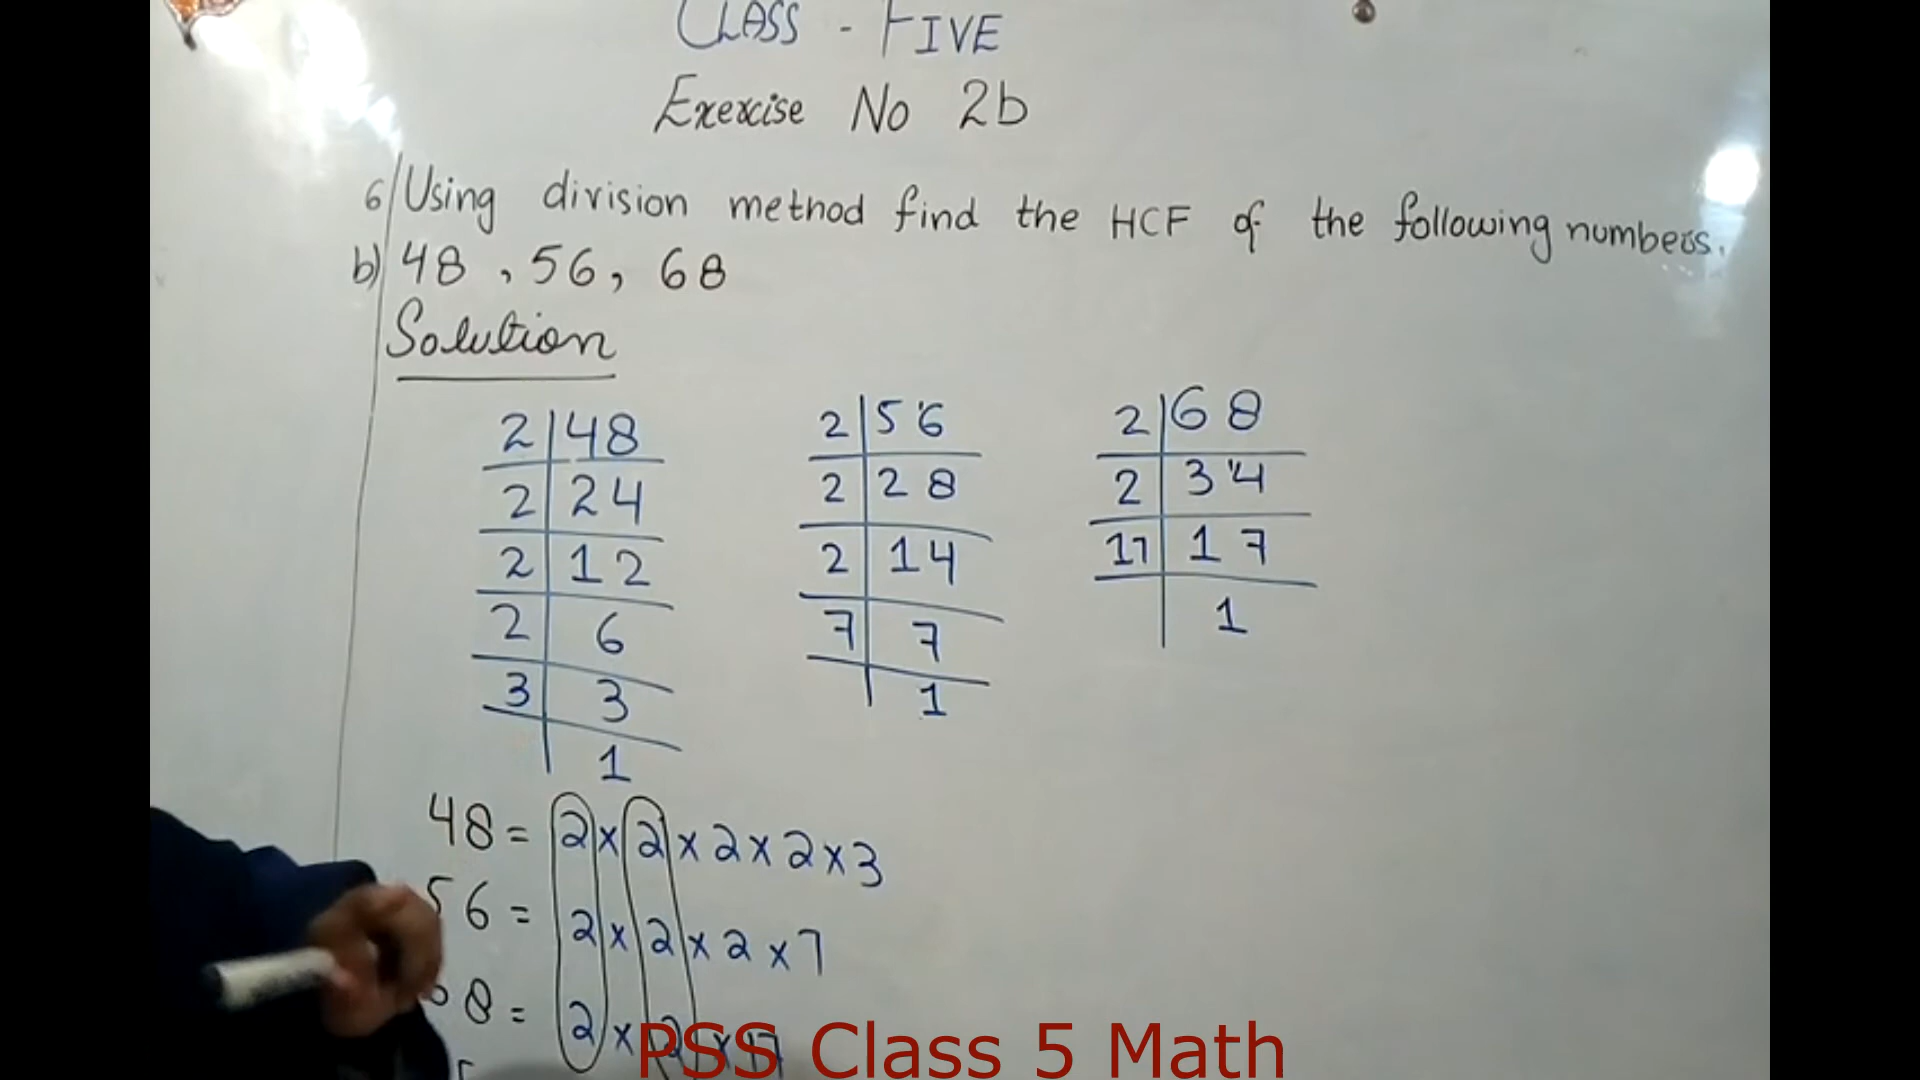 CLASS - FIVE
Exercise No 2b
6/ Using division method find the HCF of the following numbers.
b) 48 , 56 , 68
Solution
2 | 48
2 | 24
2 | 12
2 | 6
3 | 3
1
2 | 56
2 | 28
2 | 14
7 | 7
1
2 | 68
2 | 34
17 | 17
1
48 = 2 x 2 x 2 x 2 x 3
56 = 2 x 2 x 2 x 7
68 = 2 x 2 x 17
PSS Class 5 Math